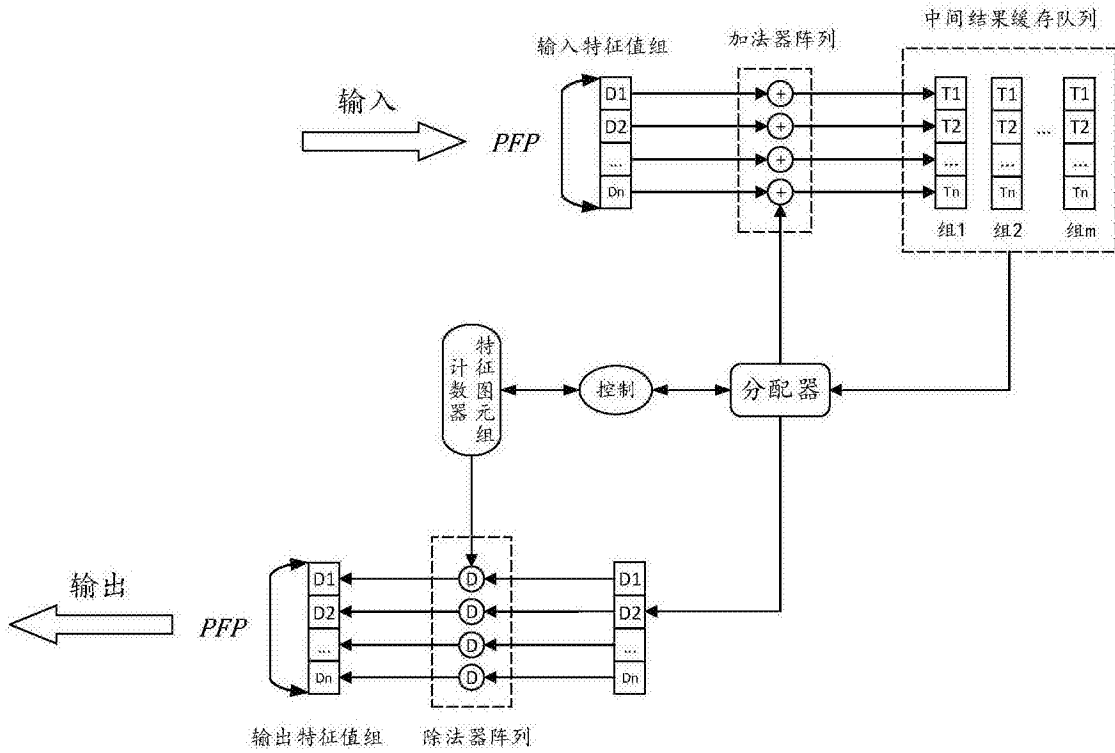 中间结果缓存队列
输入特征值组
加法器阵列
输入
PFP
D1
D2
...
Dn
+
+
+
+
T1
T2
...
Tn
T1
T2
...
Tn
...
T1
T2
...
Tn
组1
组2
组m
特征图元组
计数器
控制
分配器
输出
PFP
D1
D2
...
Dn
D
D
D
D
D1
D2
...
Dn
输出特征值组
除法器阵列